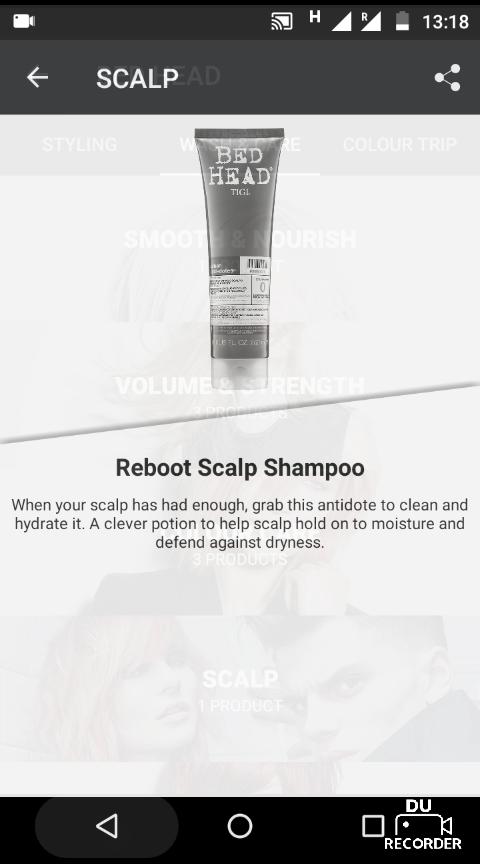 H
R
13:18
BED HEAD
SCALP
STYLING
COLOUR TRIP
BED
HEAD
TIGI
SMOOTH & NOURISH
VOLUME & STRENGTH
3 PRODUCTS
Reboot Scalp Shampoo
When your scalp has had enough, grab this antidote to clean and
hydrate it. A clever potion to help scalp hold on to moisture and
defend against dryness.
3 PRODUCTS
SCALP
1 PRODUCT
DU
RECORDER